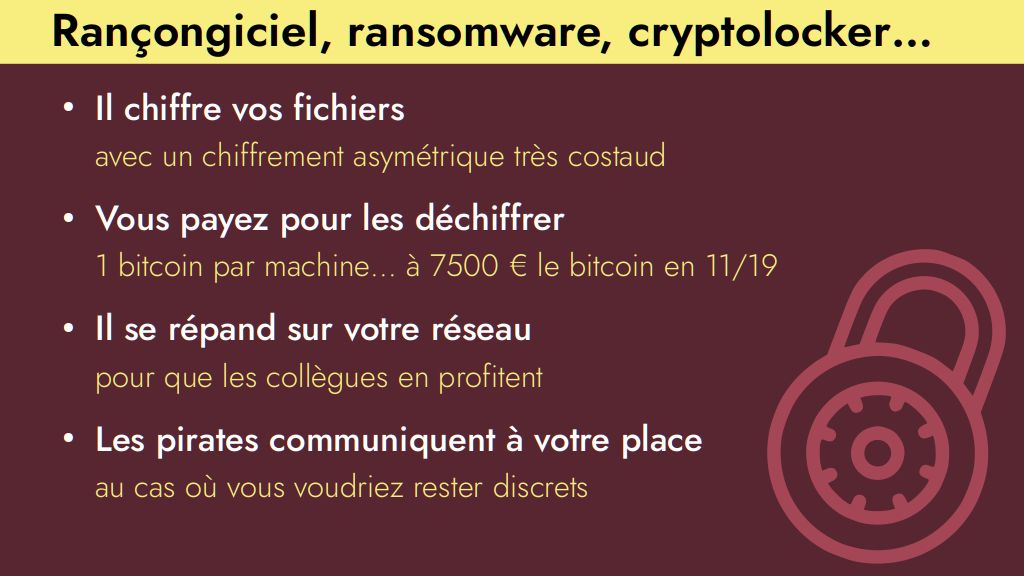 Rançongiciel, ransomware, cryptolocker...
• Il chiffre vos fichiers
avec un chiffrement asymétrique très costaud
• Vous payez pour les déchiffrer
1 bitcoin par machine... à 7500 € le bitcoin en 11/19
• Il se répand sur votre réseau
pour que les collègues en profitent
• Les pirates communiquent à votre place
au cas où vous voudriez rester discrets